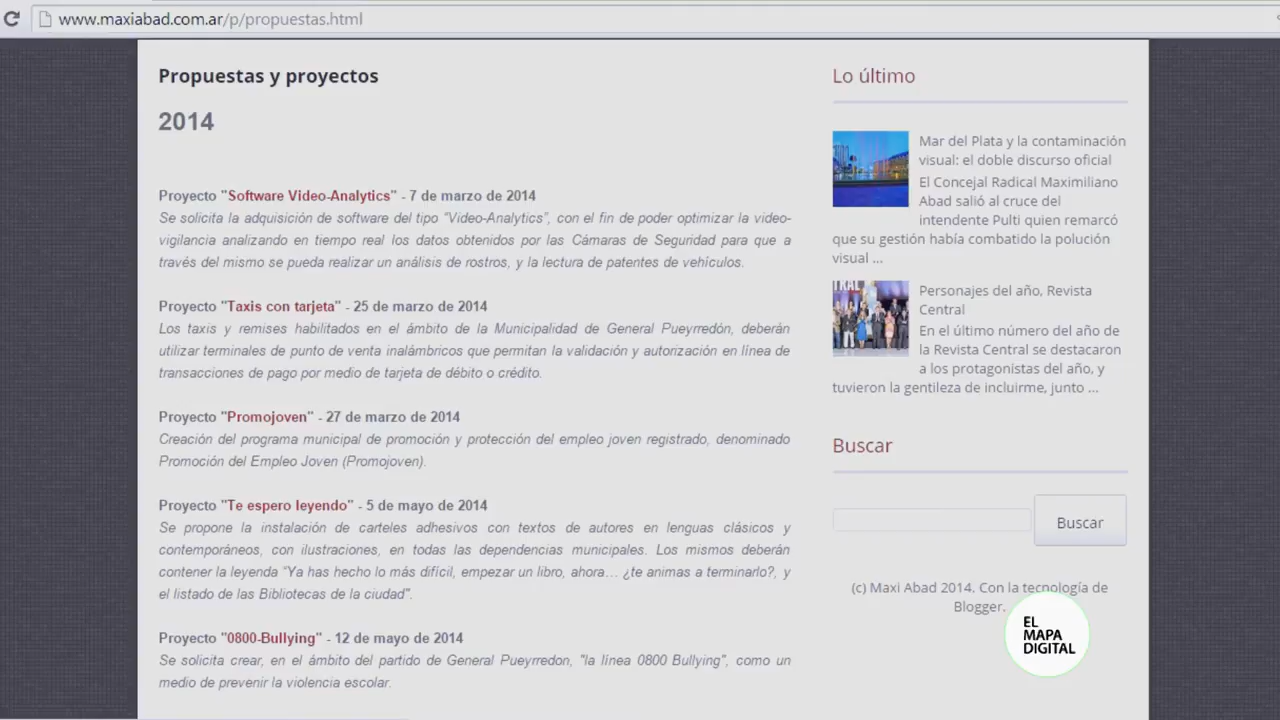 www.maxiabad.com.ar/p/propuestas.html
Propuestas y proyectos
2014
Proyecto "Software Video-Analytics" - 7 de marzo de 2014
Se solicita la adquisición de software del tipo “Video-Analytics”, con el fin de poder optimizar la video-
vigilancia analizando en tiempo real los datos obtenidos por las Cámaras de Seguridad para que a
través del mismo se pueda realizar un análisis de rostros, y la lectura de patentes de vehículos.
Proyecto "Taxis con tarjeta" - 25 de marzo de 2014
Los taxis y remises habilitados en el ámbito de la Municipalidad de General Pueyrredón, deberán
utilizar terminales de punto de venta inalámbricos que permitan la validación y autorización en línea de
transacciones de pago por medio de tarjeta de débito o crédito.
Proyecto "Promojoven" - 27 de marzo de 2014
Creación del programa municipal de promoción y protección del empleo joven registrado, denominado
Promoción del Empleo Joven (Promojoven).
Proyecto "Te espero leyendo" - 5 de mayo de 2014
Se propone la instalación de carteles adhesivos con textos de autores en lenguas clásicos y
contemporáneos, con ilustraciones, en todas las dependencias municipales. Los mismos deberán
contener la leyenda “Ya has hecho lo más difícil, empezar un libro, ahora… ¿te animas a terminarlo?, y
el listado de las Bibliotecas de la ciudad”.
Proyecto "0800-Bullying" - 12 de mayo de 2014
Se solicita crear, en el ámbito del partido de General Pueyrredon, "la línea 0800 Bullying", como un
medio de prevenir la violencia escolar.
Lo último
Mar del Plata y la contaminación
visual: el doble discurso oficial
El Concejal Radical Maximiliano
Abad salió al cruce del
intendente Pulti quien remarcó
que su gestión había combatido la polución
visual ...
Personajes del año, Revista
Central
En el último número del año de
la Revista Central se destacaron
a los protagonistas del año, y
tuvieron la gentileza de incluirme, junto ...
Buscar
Buscar
(c) Maxi Abad 2014. Con la tecnología de
Blogger.
EL
MAPA
DIGITAL